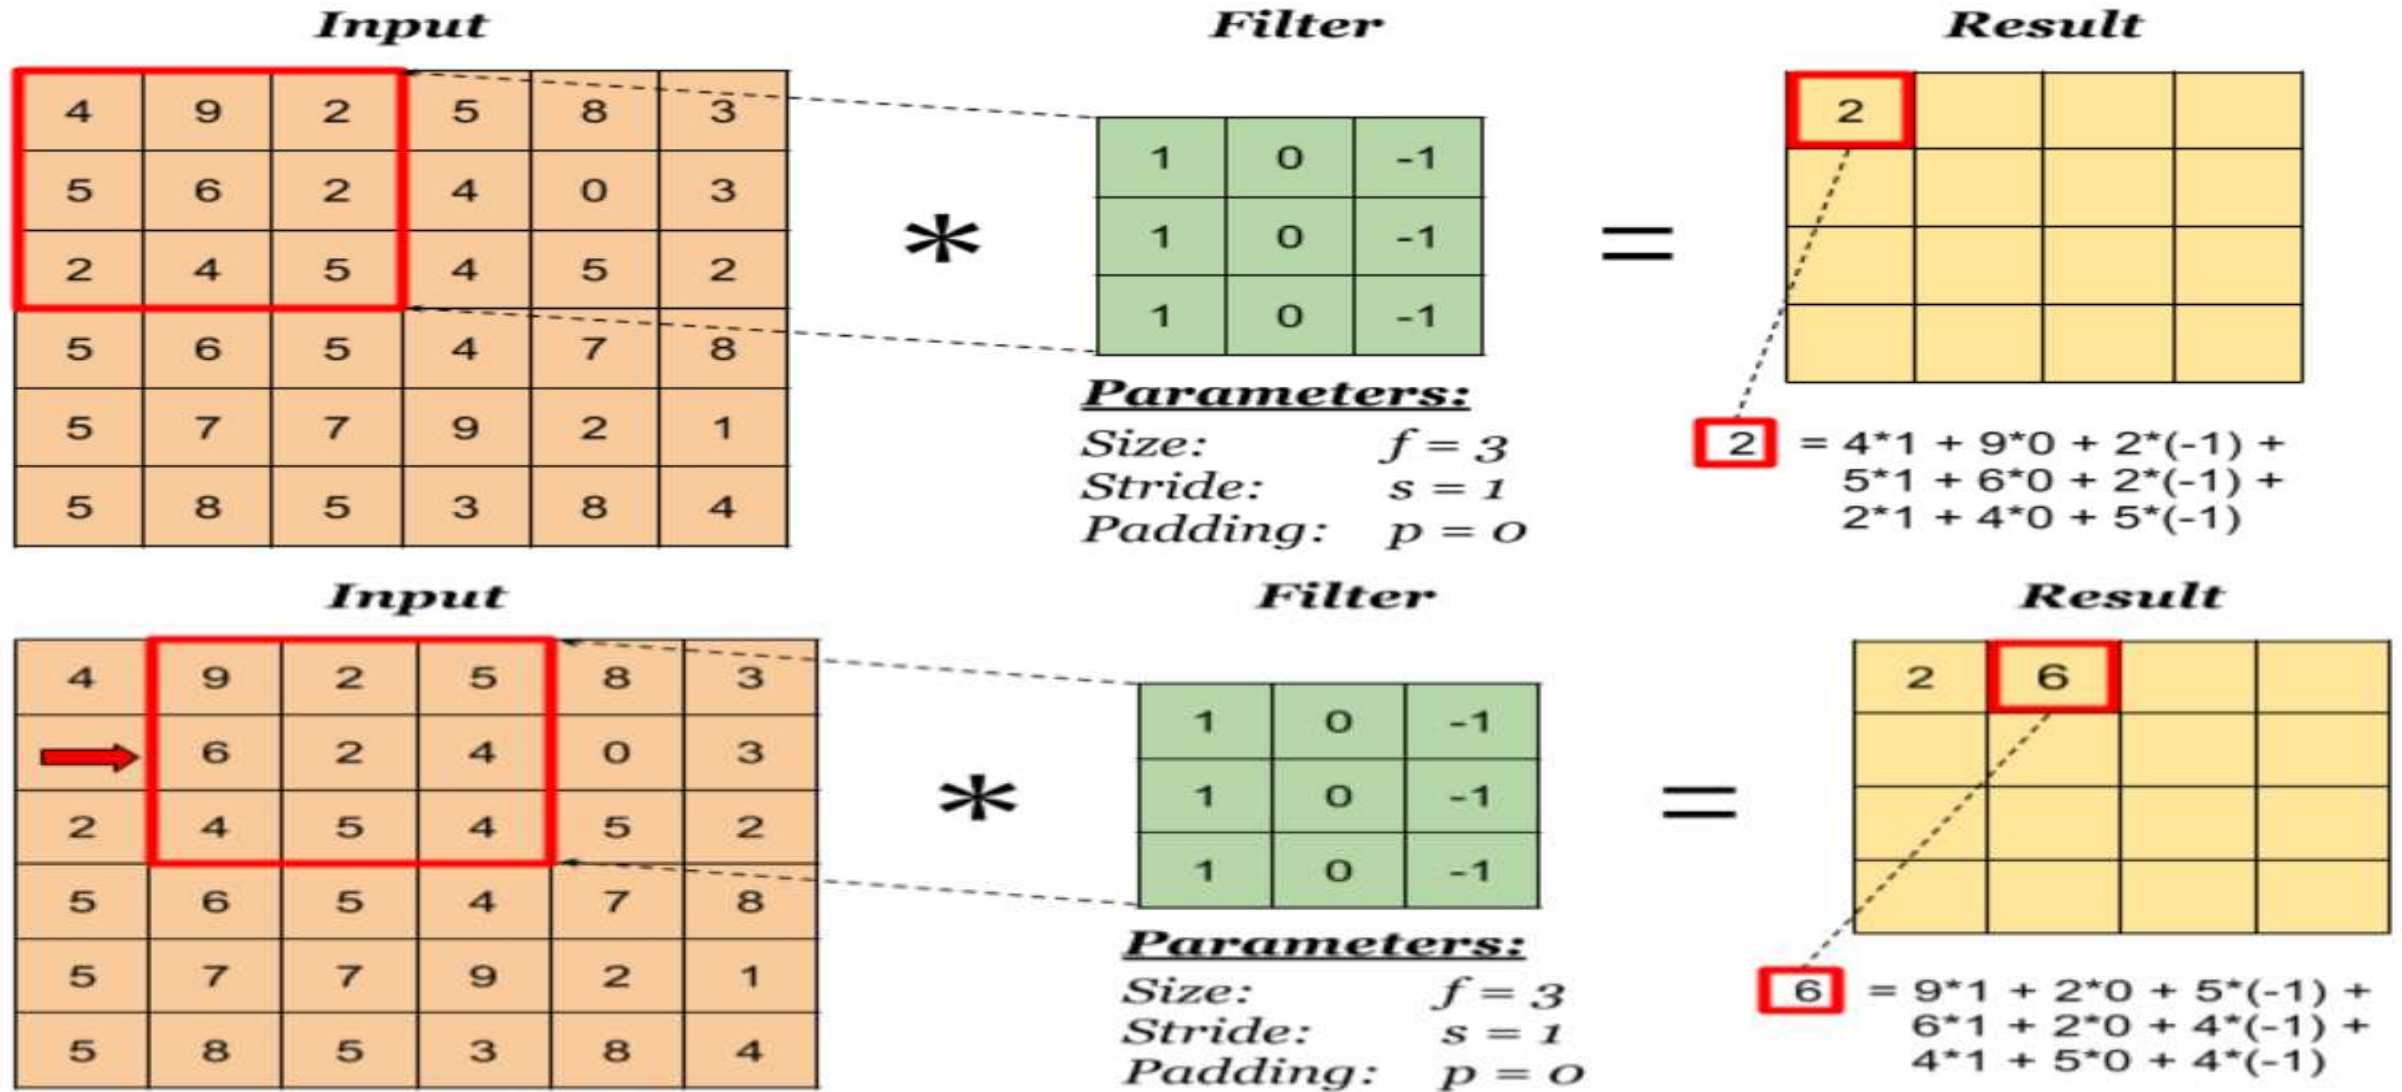 Input Filter Result
4 9 2 5 8 3
5 6 2 4 0 3
2 4 5 4 5 2
5 6 5 4 7 8
5 7 7 9 2 1
5 8 5 3 8 4
*
1 0 -1
1 0 -1
1 0 -1
Parameters:
Size: f = 3
Stride: s = 1
Padding: p = 0
=
2
2 = 4*1 + 9*0 + 2*(-1) +
5*1 + 6*0 + 2*(-1) +
2*1 + 4*0 + 5*(-1)
Input Filter Result
4 9 2 5 8 3
6 2 4 0 3
2 4 5 4 5 2
5 6 5 4 7 8
5 7 7 9 2 1
5 8 5 3 8 4
*
1 0 -1
1 0 -1
1 0 -1
Parameters:
Size: f = 3
Stride: s = 1
Padding: p = 0
=
2 6
6 = 9*1 + 2*0 + 5*(-1) +
6*1 + 2*0 + 4*(-1) +
4*1 + 5*0 + 4*(-1)